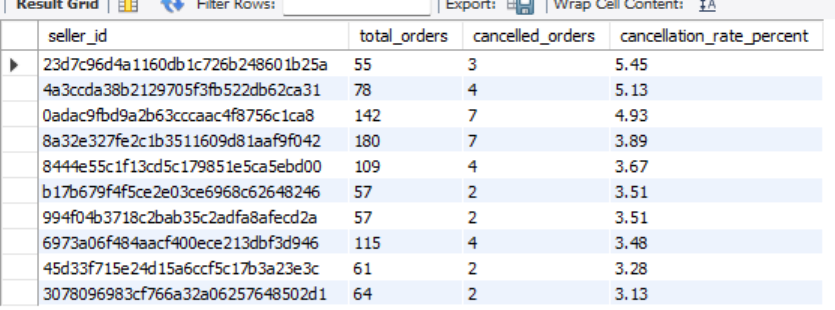 Result Grid Filter Rows: Export: Wrap Cell Content: IA
seller_id total_orders cancelled_orders cancellation_rate_percent
23d7c96d4a1160db1c726b248601b25a 55 3 5.45
4a3ccda38b2129705f3fb522db62ca31 78 4 5.13
0adac9fbd9a2b63cccaac4f8756c1ca8 142 7 4.93
8a32e327fe2c1b3511609d81aaf9f042 180 7 3.89
8444e55c1f13cd5c179851e5ca5ebd00 109 4 3.67
b17b679f4f5ce2e03ce6968c62648246 57 2 3.51
994f04b3718c2bab35c2adfa8afecd2a 57 2 3.51
6973a06f484aacf400ece213dbf3d946 115 4 3.48
45d33f715e24d15a6ccf5c17b3a23e3c 61 2 3.28
3078096983cf766a32a06257648502d1 64 2 3.13